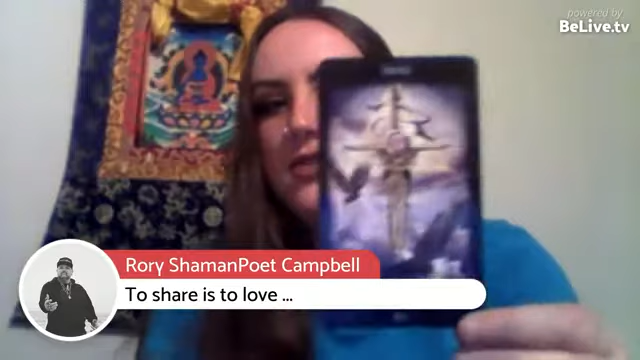 powered by
BeLive.tv
Rory ShamanPoet Campbell
To share is to love ...